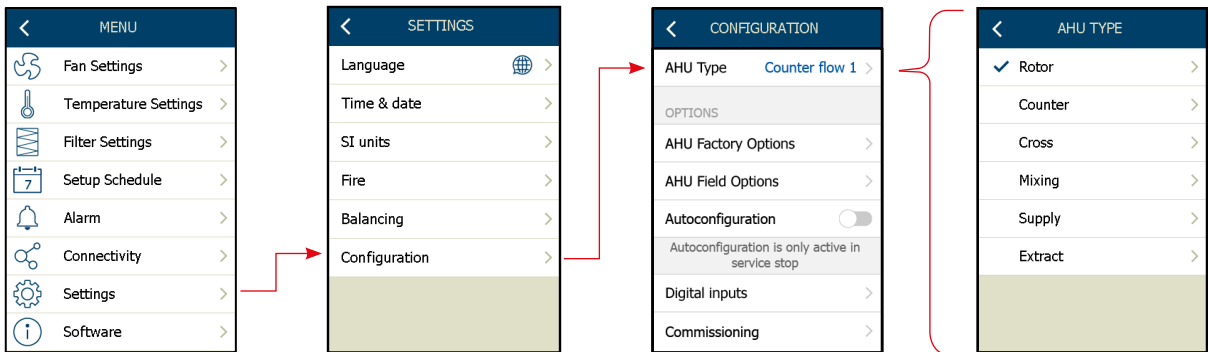 MENU
Fan Settings
Temperature Settings
Filter Settings
7
Setup Schedule
Alarm
Connectivity
Settings
i
Software
SETTINGS
Language
Time & date
SI units
Fire
Balancing
Configuration
CONFIGURATION
AHU Type Counter flow 1
OPTIONS
AHU Factory Options
AHU Field Options
Autoconfiguration
Autoconfiguration is only active in
service stop
Digital inputs
Commissioning
AHU TYPE
Rotor
Counter
Cross
Mixing
Supply
Extract